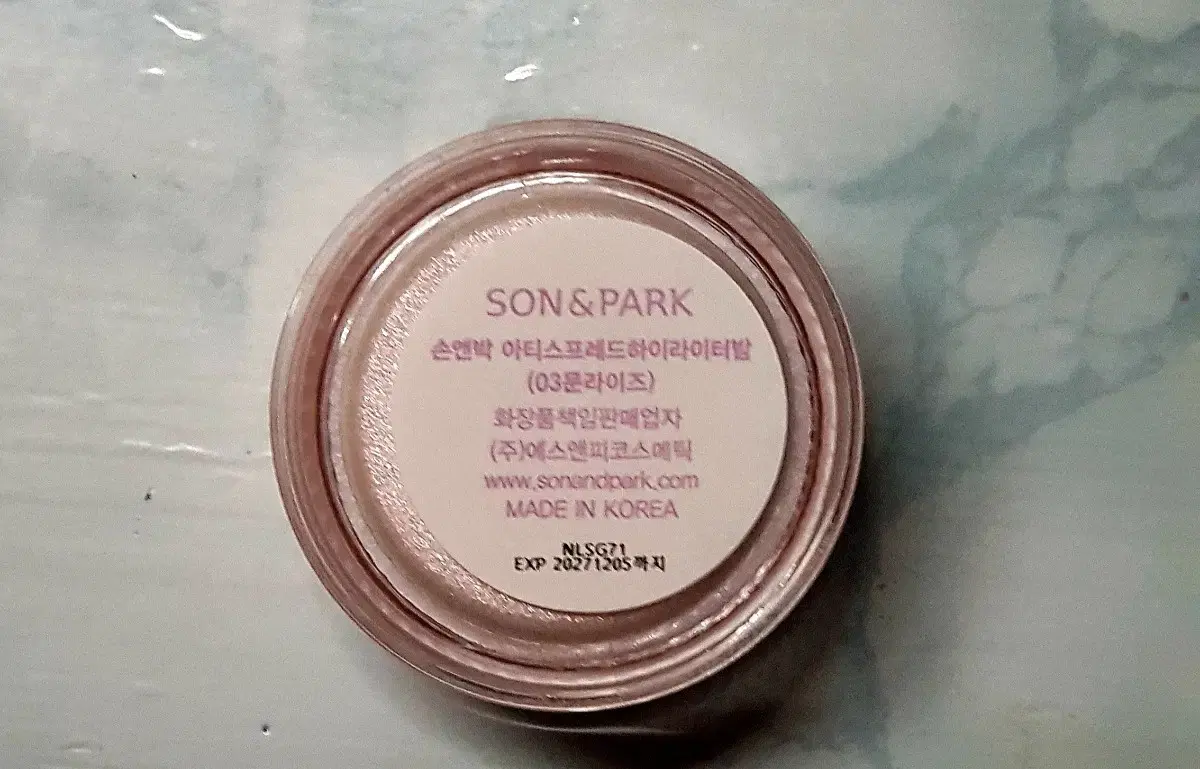 SON&PARK
손앤박 아티스프레드하이라이터밤
(03문라이즈)
화장품책임판매업자
(주)에스앤피코스메틱
www.sonandpark.com
MADE IN KOREA
NLSG71
EXP 20271205까지